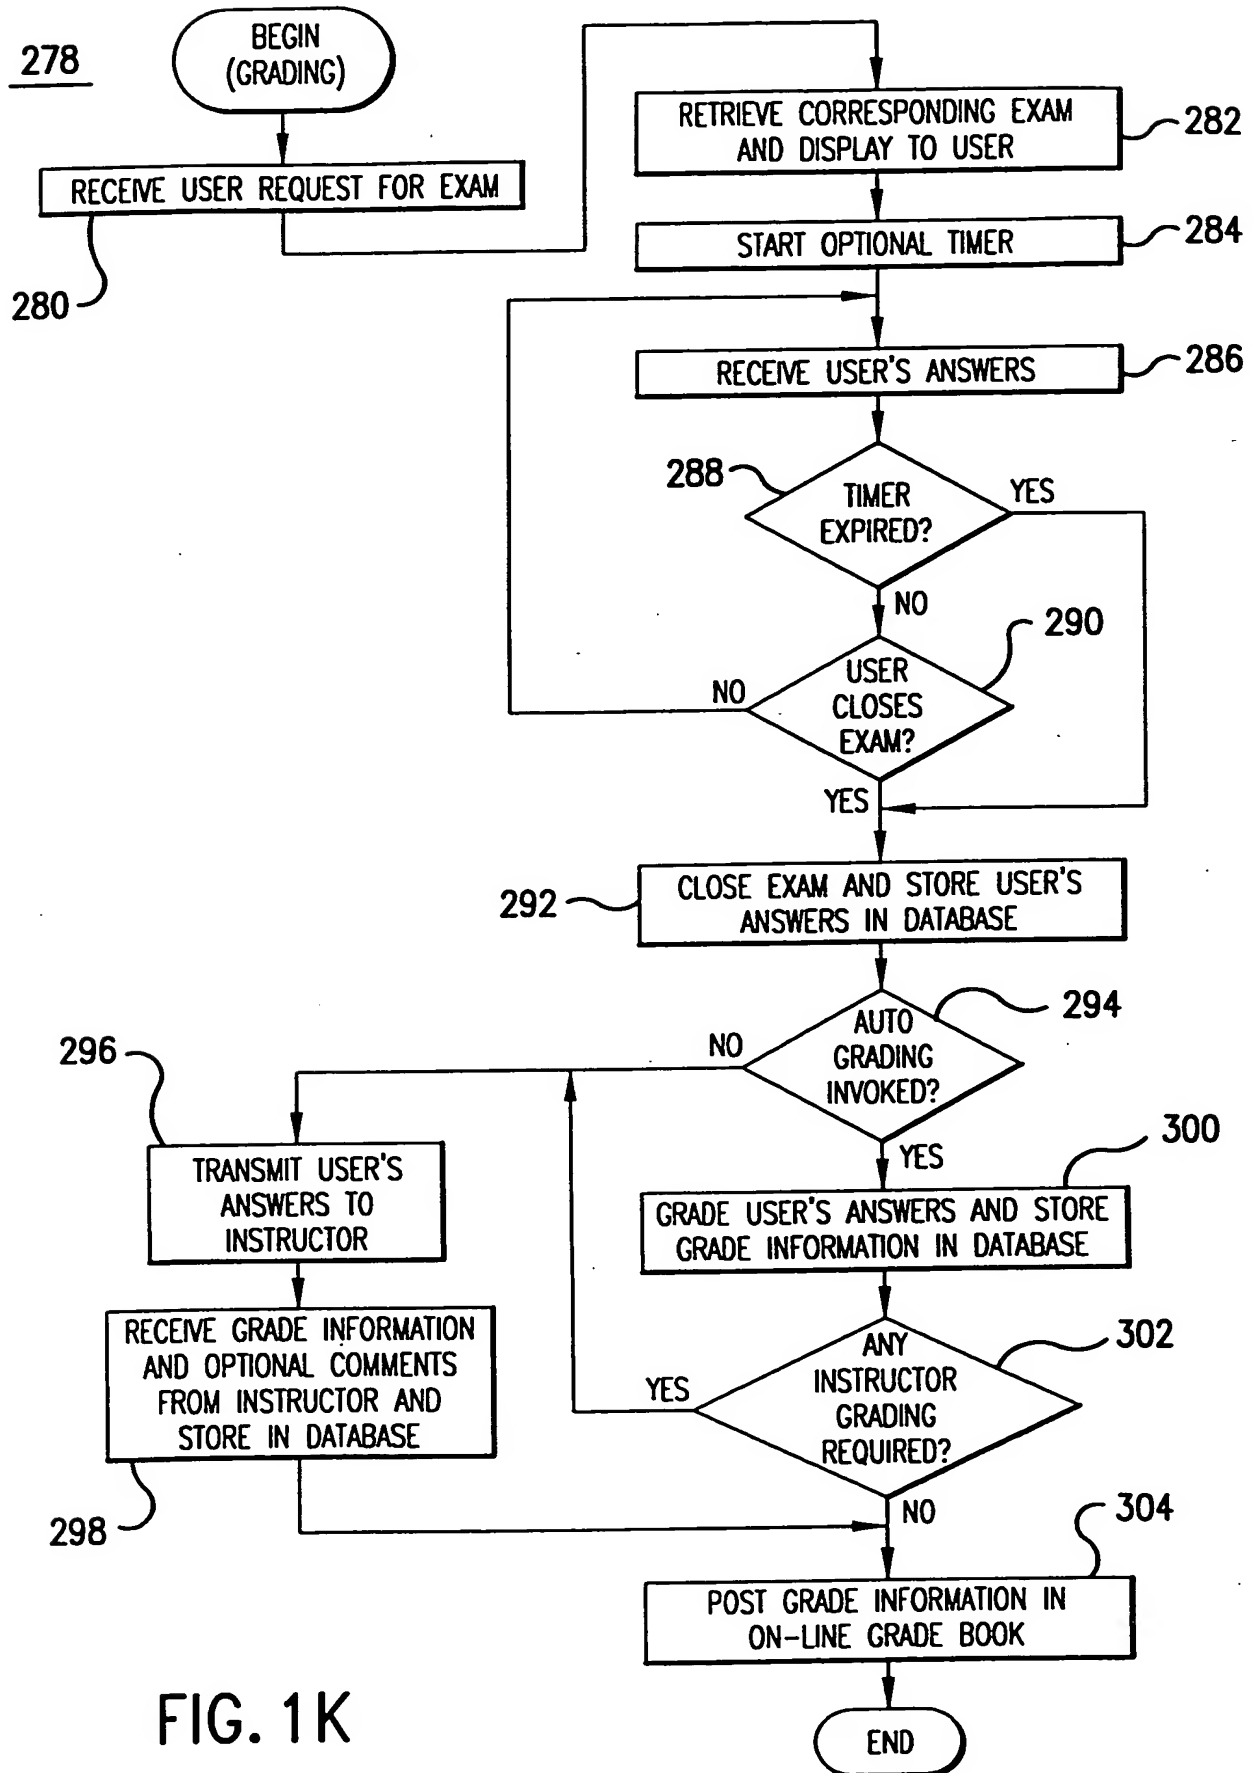 278
BEGIN
(GRADING)
RECEIVE USER REQUEST FOR EXAM
280
RETRIEVE CORRESPONDING EXAM
AND DISPLAY TO USER
282
START OPTIONAL TIMER
284
RECEIVE USER'S ANSWERS
286
288
TIMER
EXPIRED?
YES
NO
290
USER
CLOSES
EXAM?
NO
YES
292
CLOSE EXAM AND STORE USER'S
ANSWERS IN DATABASE
294
AUTO
GRADING
INVOKED?
NO
YES
296
TRANSMIT USER'S
ANSWERS TO
INSTRUCTOR
300
GRADE USER'S ANSWERS AND STORE
GRADE INFORMATION IN DATABASE
RECEIVE GRADE INFORMATION
AND OPTIONAL COMMENTS
FROM INSTRUCTOR AND
STORE IN DATABASE
298
302
ANY
INSTRUCTOR
GRADING
REQUIRED?
YES
NO
304
POST GRADE INFORMATION IN
ON-LINE GRADE BOOK
END
FIG. 1K